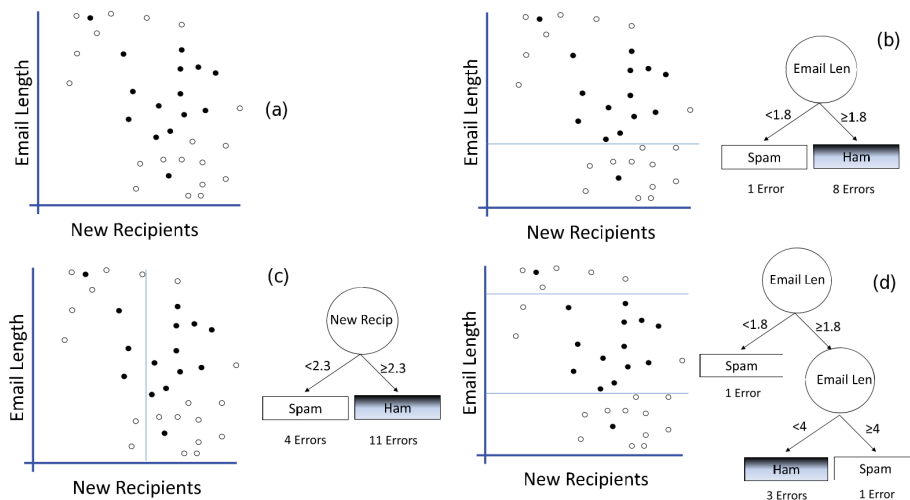 Email Length
(a)
New Recipients
Email Length
(b)
Email Len
<1.8
≥1.8
Spam
Ham
1 Error
8 Errors
New Recipients
Email Length
(c)
New Recip
<2.3
≥2.3
Spam
Ham
4 Errors
11 Errors
New Recipients
Email Length
(d)
Email Len
<1.8
≥1.8
Spam
1 Error
Email Len
<4
≥4
Ham
Spam
3 Errors
1 Error
New Recipients